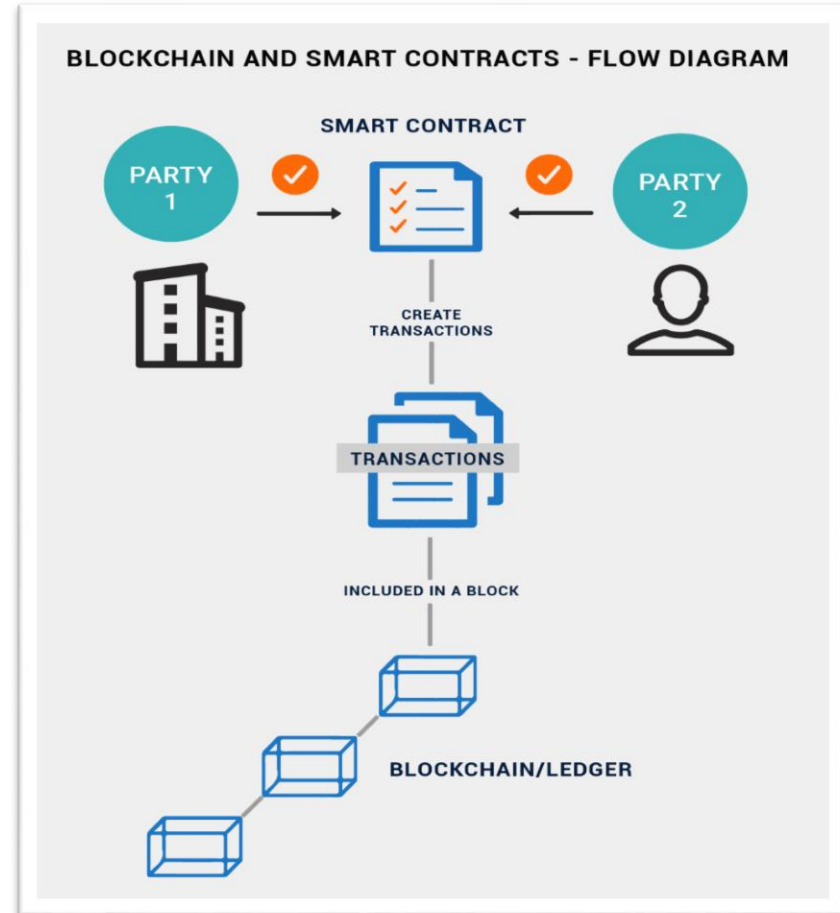 BLOCKCHAIN AND SMART CONTRACTS - FLOW DIAGRAM
SMART CONTRACT
PARTY
1
PARTY
2
CREATE
TRANSACTIONS
TRANSACTIONS
INCLUDED IN A BLOCK
BLOCKCHAIN/LEDGER